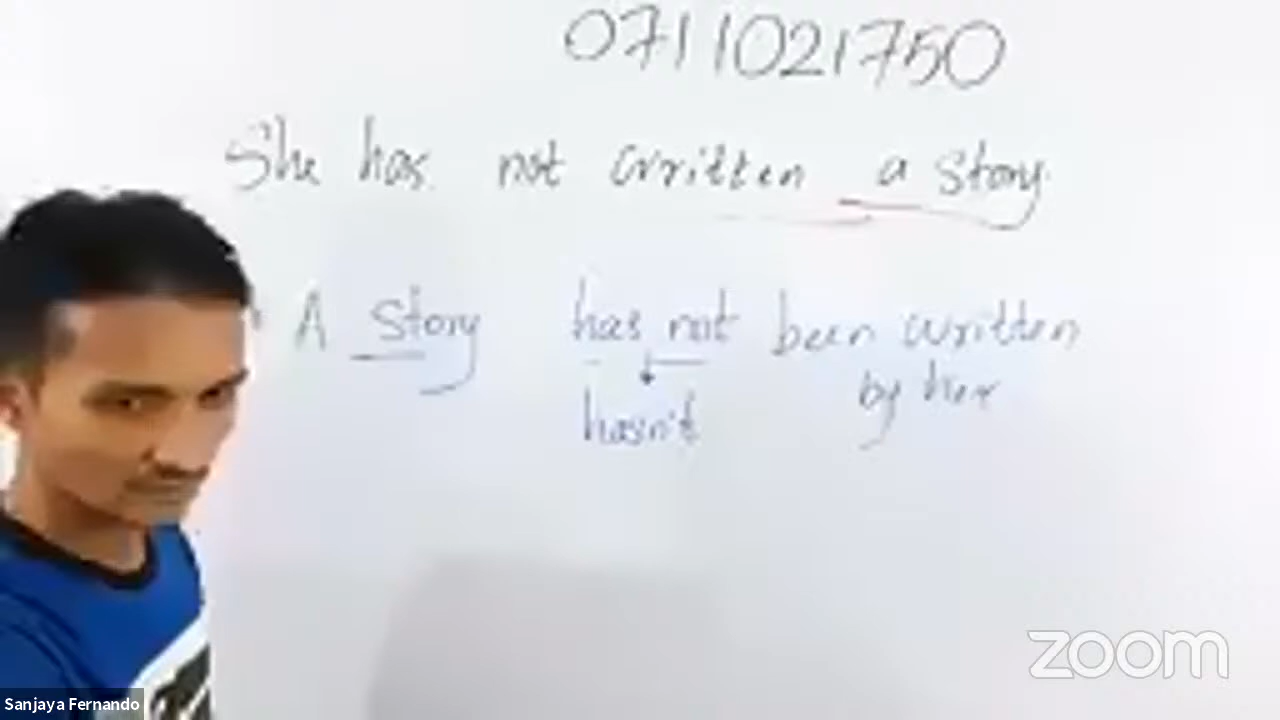 0711021750
She has not written a story.
A story has not been written
by her
hasn't
zoom
Sanjaya Fernando